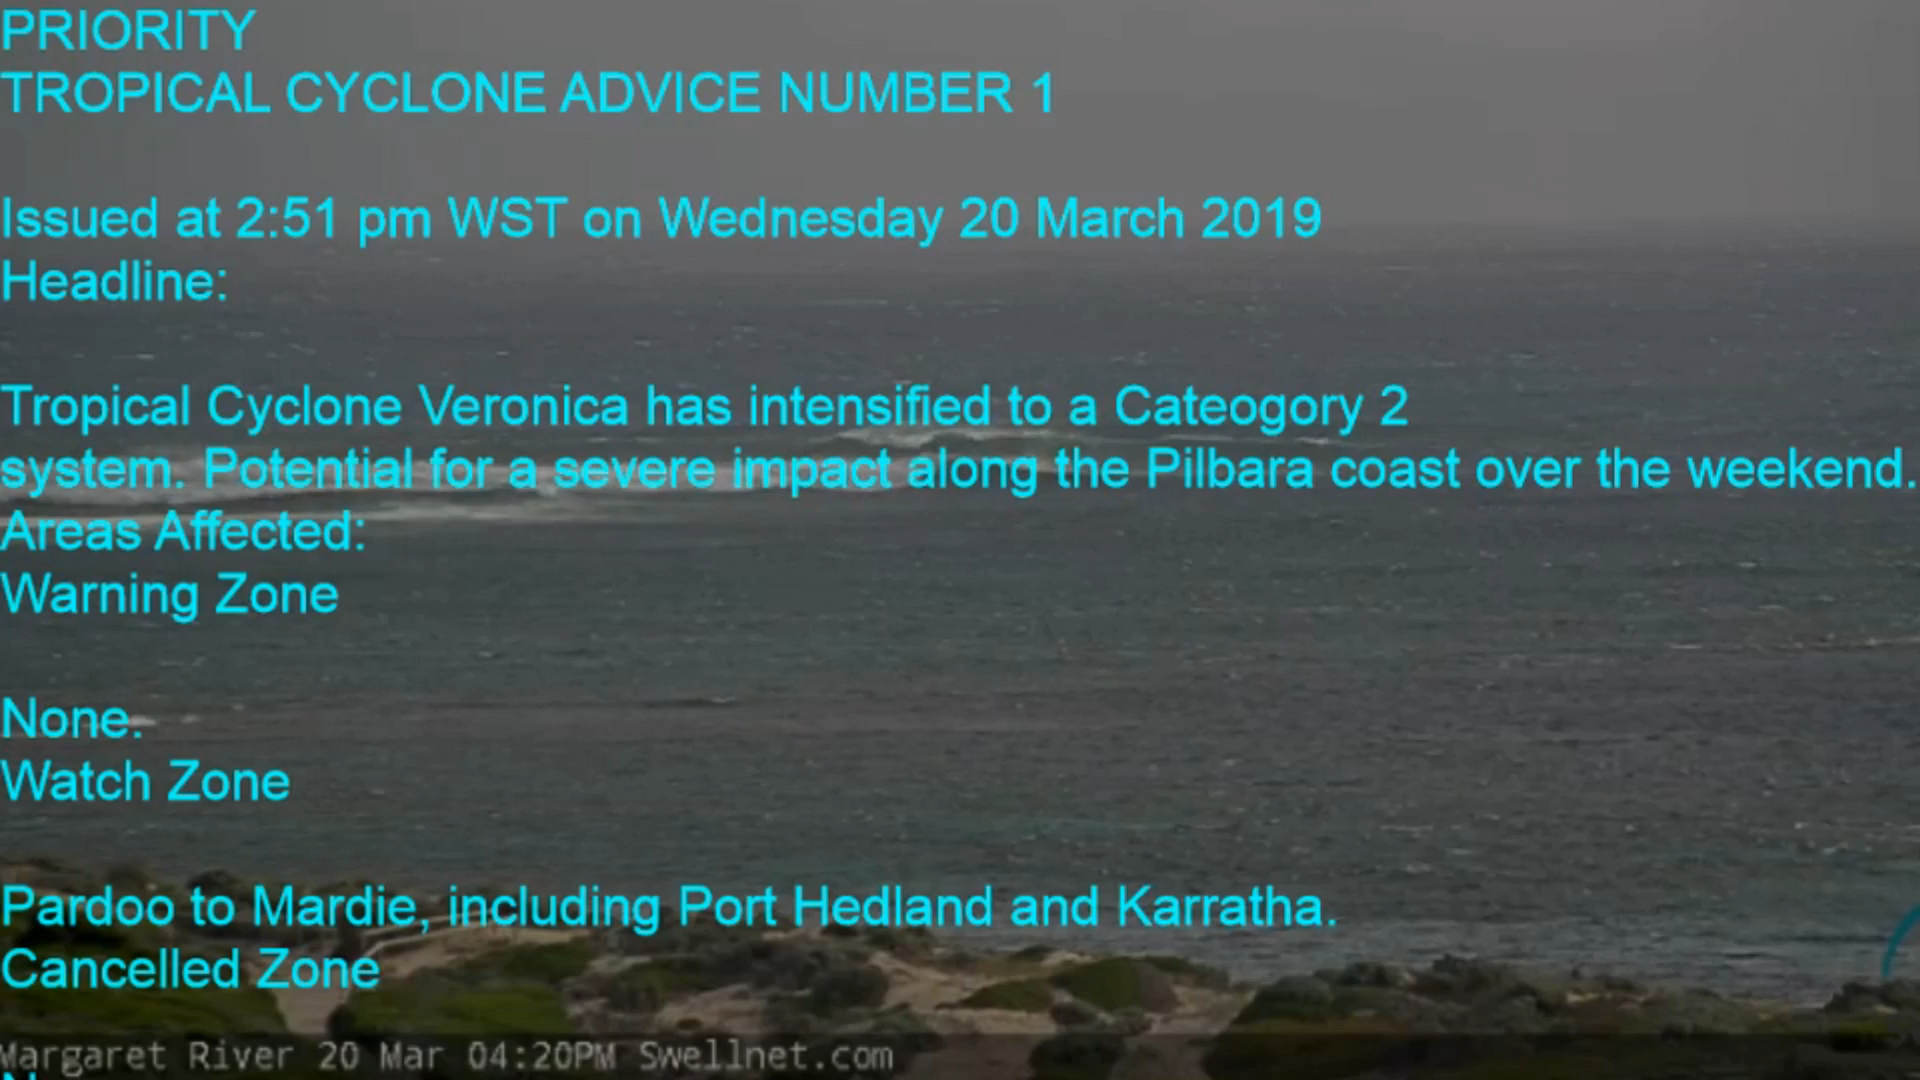 PRIORITY
TROPICAL CYCLONE ADVICE NUMBER 1
Issued at 2:51 pm WST on Wednesday 20 March 2019
Headline:
Tropical Cyclone Veronica has intensified to a Cateogory 2
system. Potential for a severe impact along the Pilbara coast over the weekend.
Areas Affected:
Warning Zone
None.
Watch Zone
Pardoo to Mardie, including Port Hedland and Karratha.
Cancelled Zone
Margaret River 20 Mar 04:20PM Swellnet.com